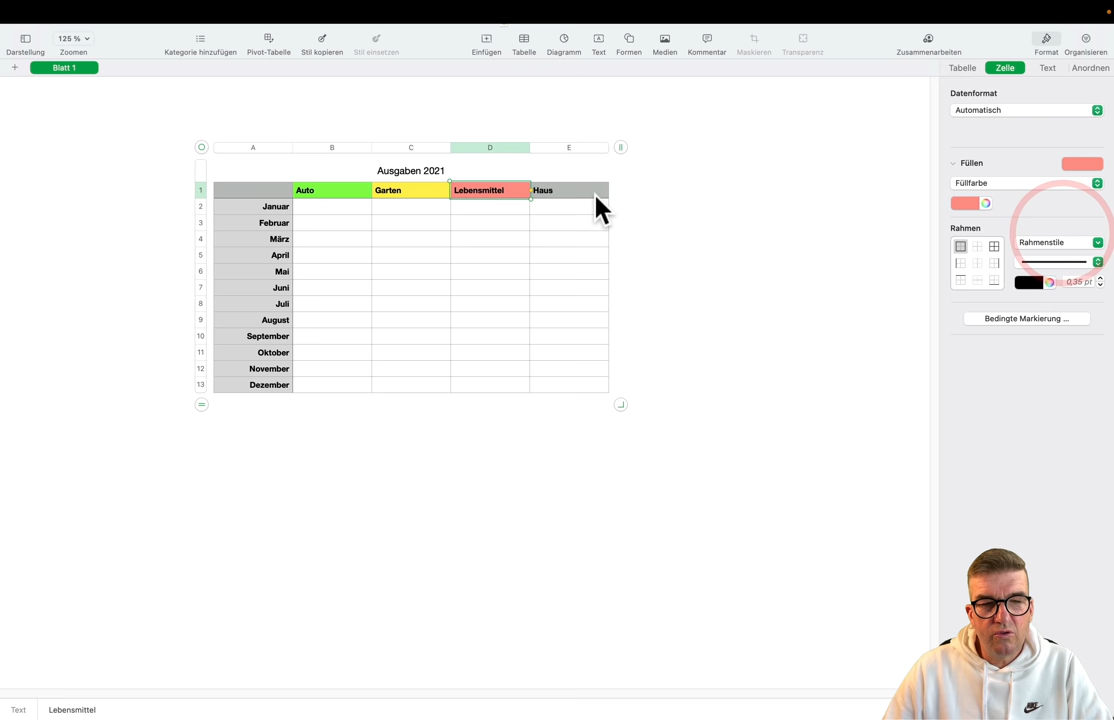 125 %
Darstellung Zoomen Kategorie hinzufügen Pivot-Tabelle Stil kopieren Stil einsetzen Einfügen Tabelle Diagramm Text Formen Medien Kommentar Maskieren Transparenz Zusammenarbeiten Format Organisieren
+ Blatt 1 Tabelle Zelle Text Anordnen
Datenformat
Automatisch
Füllen
Füllfarbe
Rahmen
Rahmenstile
0,35 pt
Bedingte Markierung ...
A B C D E
Ausgaben 2021
1 Auto Garten Lebensmittel Haus
2 Januar
3 Februar
4 März
5 April
6 Mai
7 Juni
8 Juli
9 August
10 September
11 Oktober
12 November
13 Dezember
Text Lebensmittel